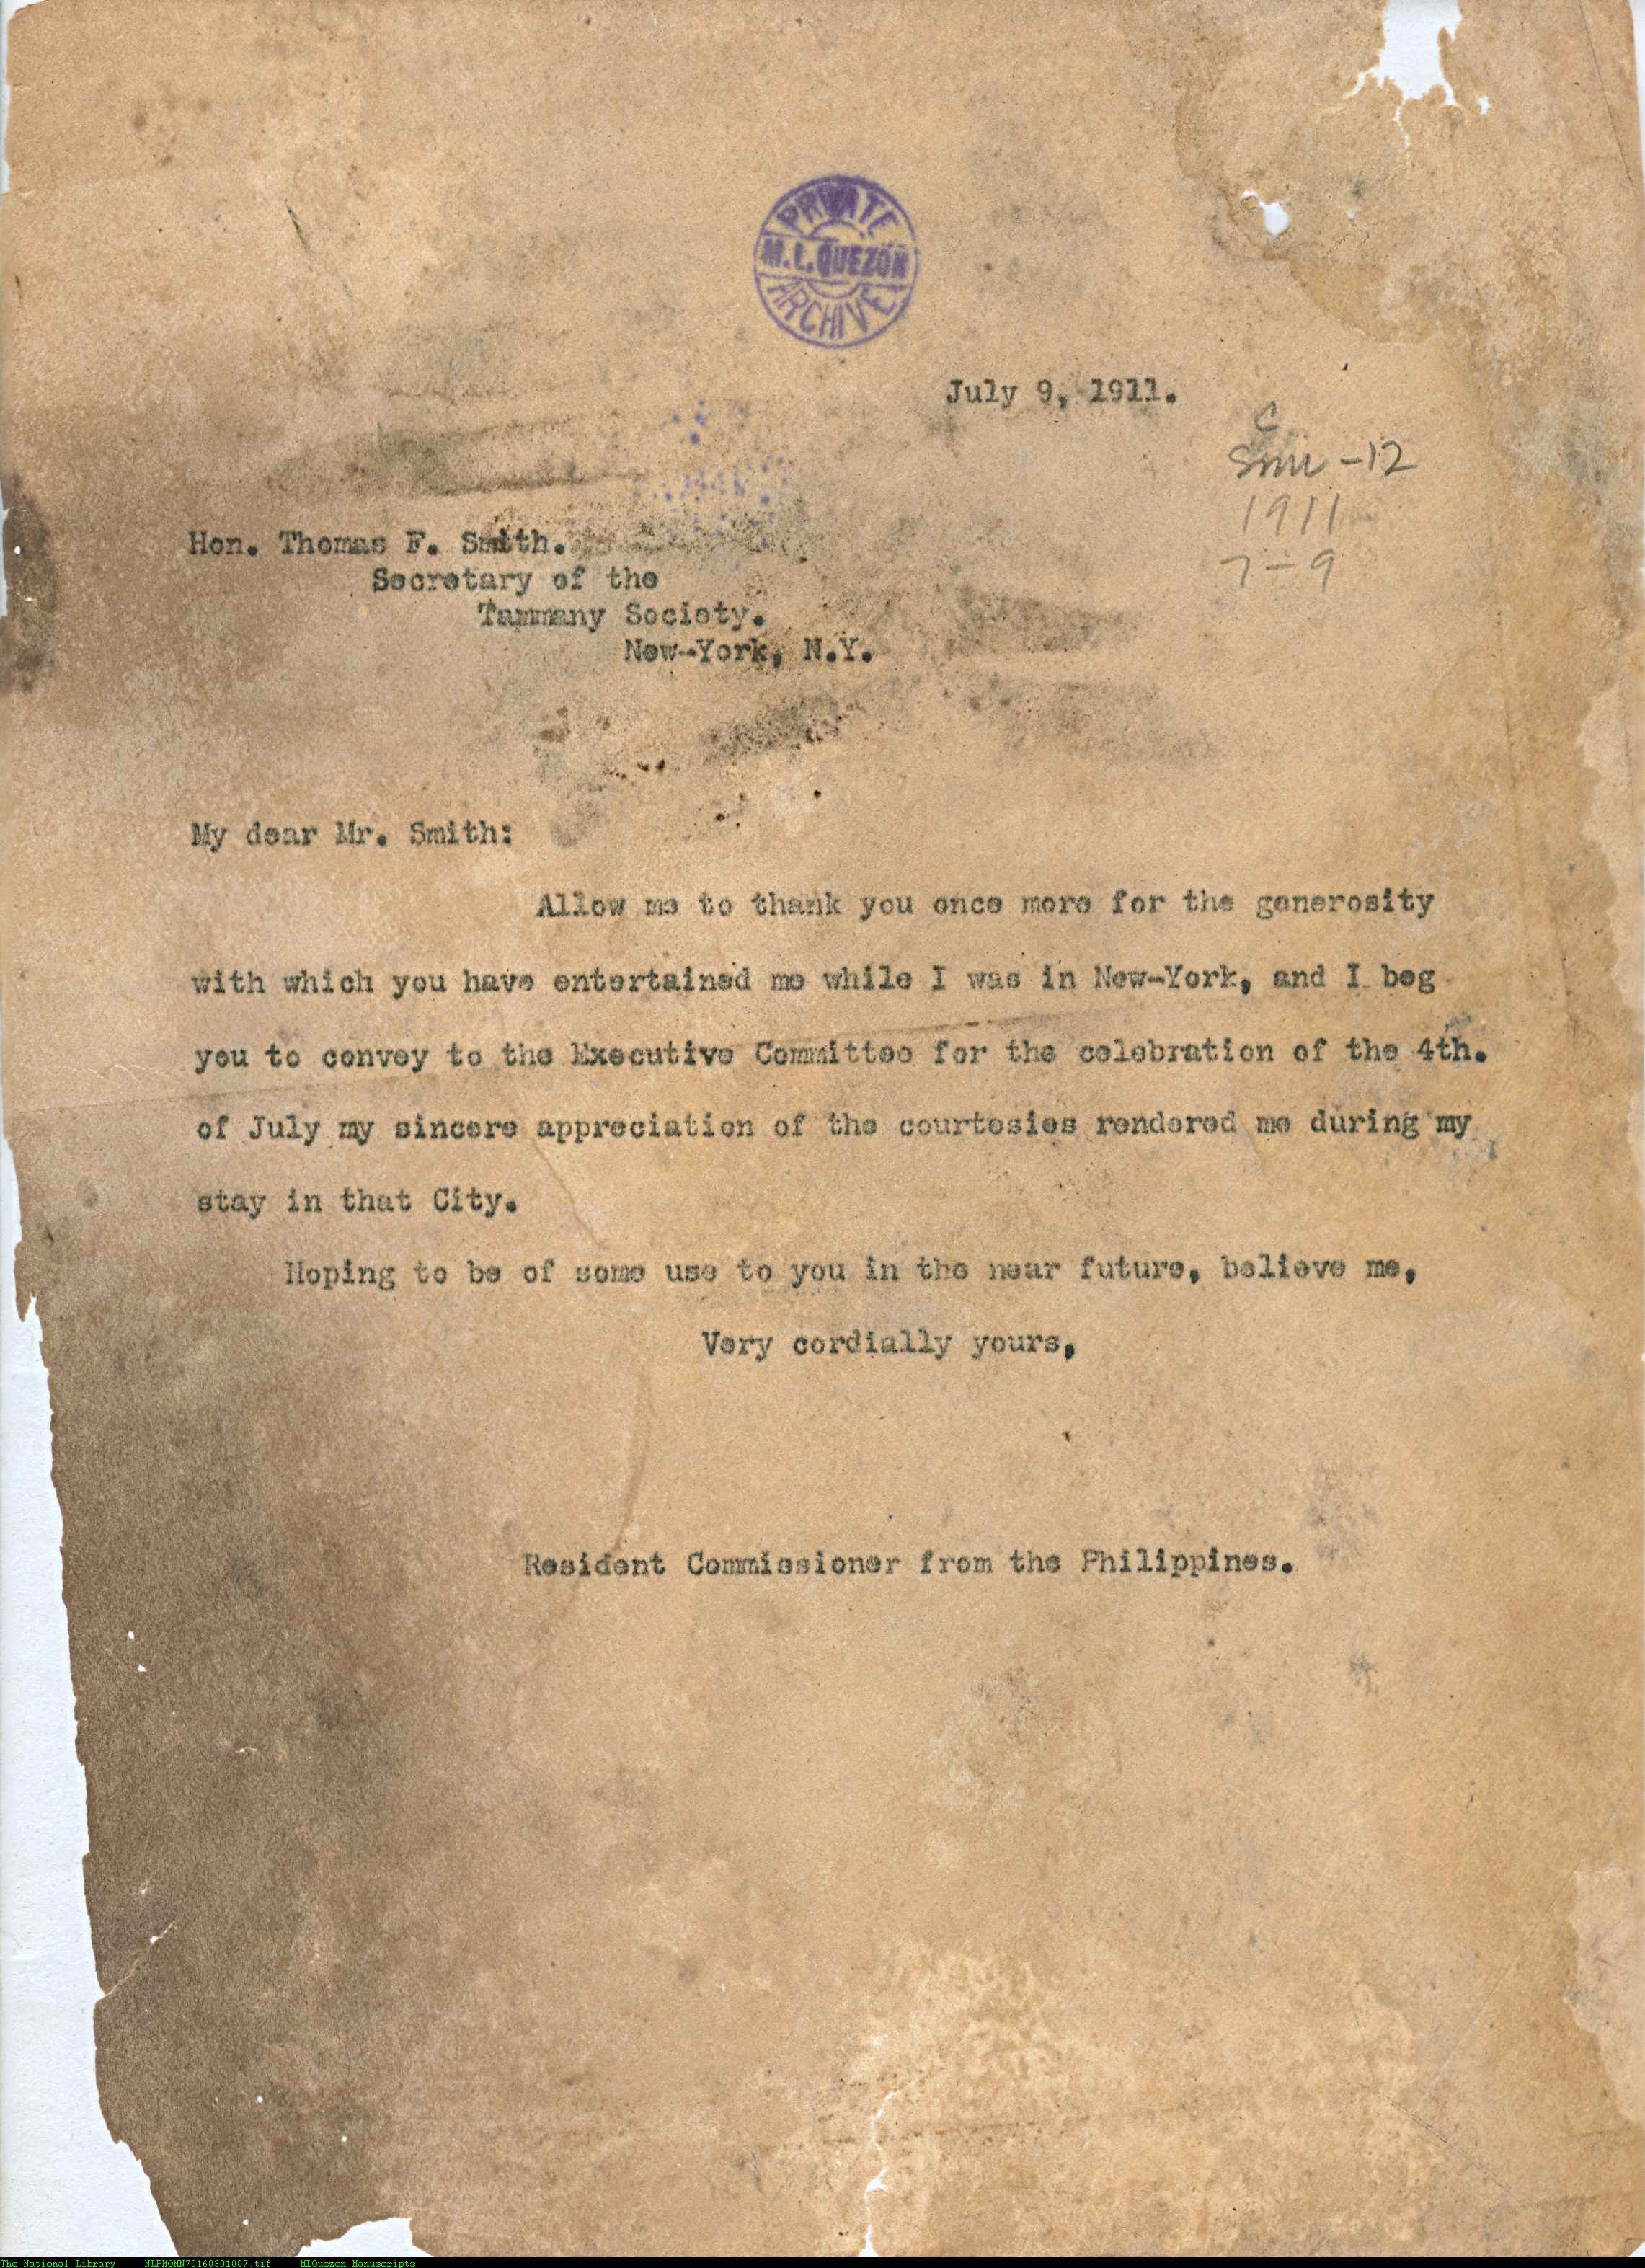 PRIVATE
M.L.QUEZON
ARCHIVE
July 9, 1911.
C
Smi -12
1911
7-9
Hon. Thomas F. Smith.
Secretary of the
Tammany Society.
New-York, N.Y.
My dear Mr. Smith:
Allow me to thank you once more for the generosity
with which you have entertained me while I was in New-York, and I beg
you to convey to the Executive Committee for the celebration of the 4th.
of July my sincere appreciation of the courtesies rendered me during my
stay in that City.
Hoping to be of some use to you in the near future, believe me,
Very cordially yours,
Resident Commissioner from the Philippines.
The National Library NLPMQMN70160301007.tif MLQuezon Manuscripts